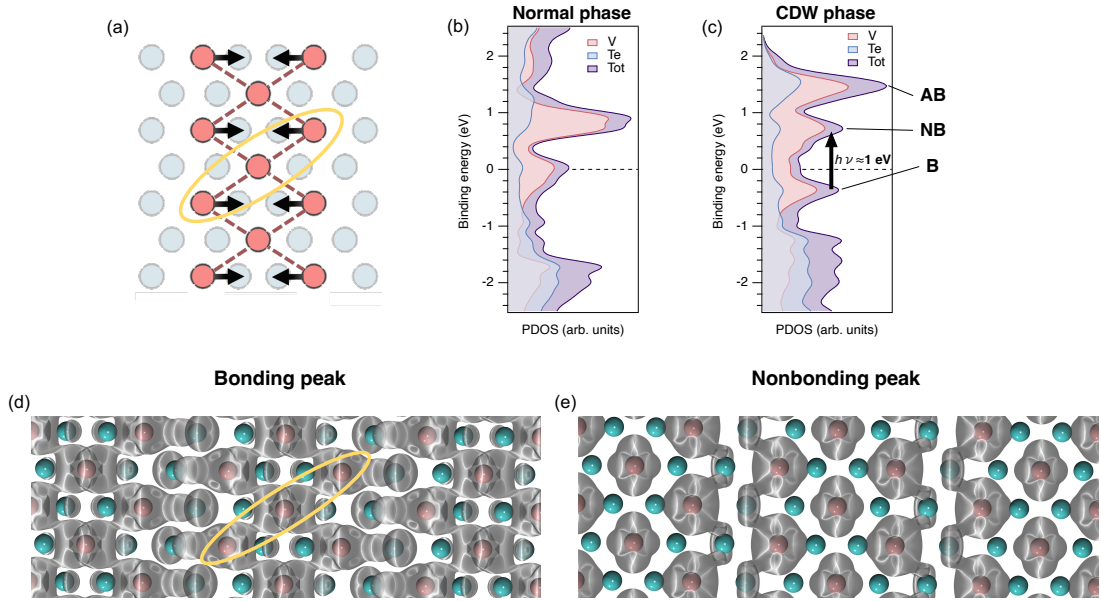 (a)
(b)
Normal phase
(c)
CDW phase
V
Te
Tot
V
Te
Tot
2
1
0
-1
-2
Binding energy (eV)
PDOS (arb. units)
2
1
0
-1
-2
Binding energy (eV)
PDOS (arb. units)
AB
NB
hν≈1 eV
B
Bonding peak
Nonbonding peak
(d)
(e)